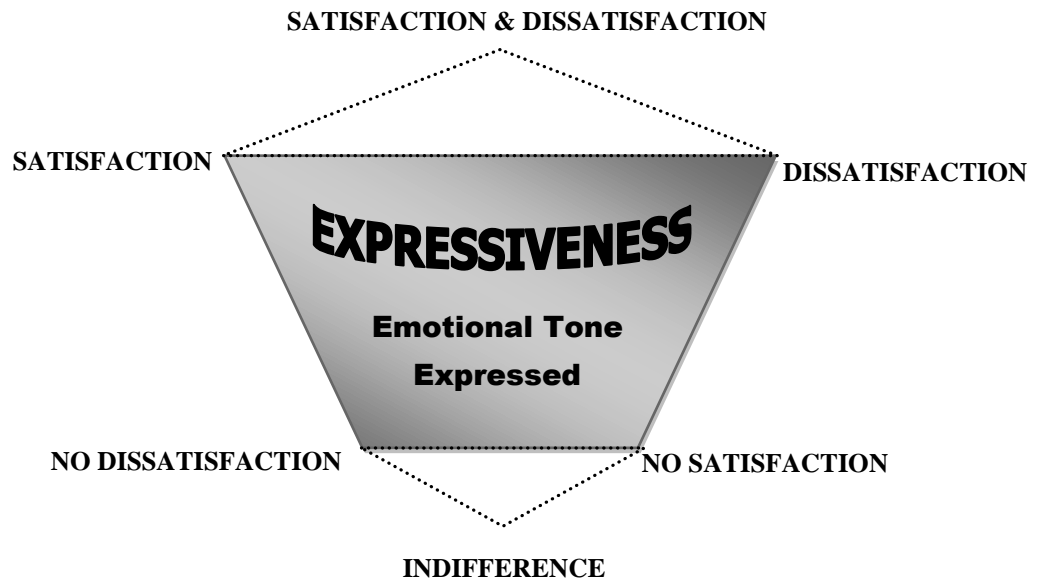 SATISFACTION & DISSATISFACTION
SATISFACTION
DISSATISFACTION
EXPRESSIVENESS
Emotional Tone
Expressed
NO DISSATISFACTION
NO SATISFACTION
INDIFFERENCE